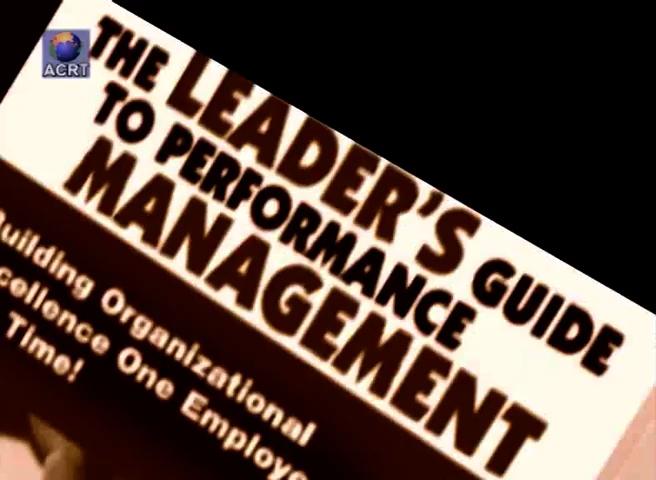 ACRT
THE LEADER'S GUIDE
TO PERFORMANCE
MANAGEMENT
uilding Organizational
cellence One Employe
Time!